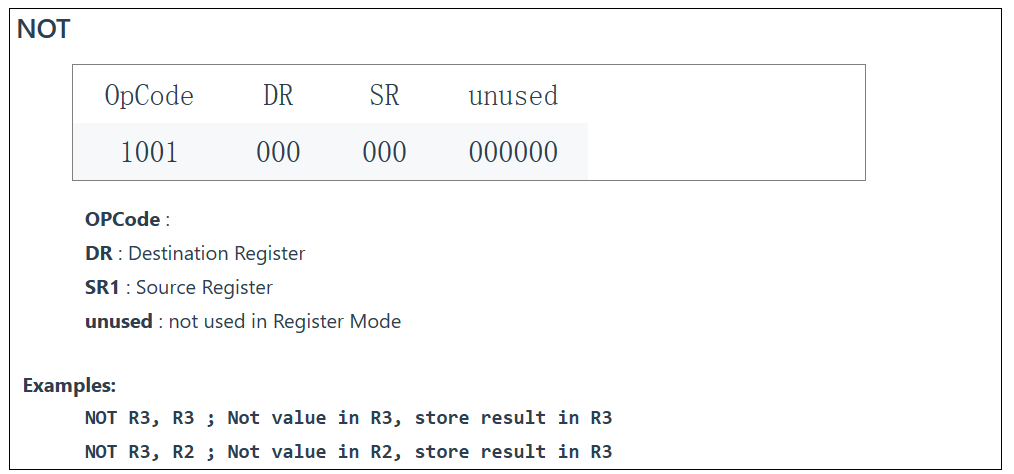 NOT
OpCode DR SR unused
1001 000 000 000000
OPCode :
DR : Destination Register
SR1 : Source Register
unused : not used in Register Mode
Examples:
NOT R3, R3 ; Not value in R3, store result in R3
NOT R3, R2 ; Not value in R2, store result in R3